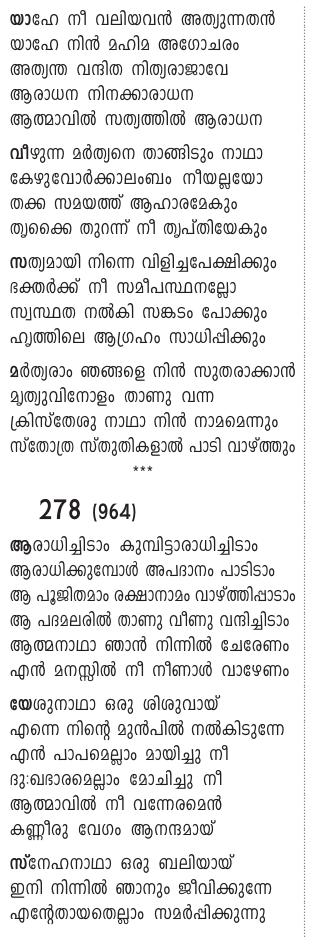 യാഹേ നീ വലിയവൻ അത്യുന്നതൻ
യാഹേ നിൻ മഹിമ അഗോചരം
അത്യന്ത വന്ദിത നിത്യരാജാവേ
ആരാധന നിനക്കാരാധന
ആത്മാവിൽ സത്യത്തിൽ ആരാധന
വീഴുന്ന മർത്യനെ താങ്ങിടും നാഥാ
കേഴുവോർക്കാലംബം നീയല്ലയോ
തക്ക സമയത്ത് ആഹാരമേകും
തൃക്കൈ തുറന്ന് നീ തൃപ്തിയേകും
സത്യമായി നിന്നെ വിളിച്ചപേക്ഷിക്കും
ഭക്തർക്ക് നീ സമീപസ്ഥനല്ലോ
സ്വസ്ഥത നൽകി സങ്കടം പോക്കും
ഹൃത്തിലെ ആഗ്രഹം സാധിപ്പിക്കും
മർത്യരാം ഞങ്ങളെ നിൻ സുതരാക്കാൻ
മൃത്യുവിനോളം താണു വന്ന
ക്രിസ്തേശു നാഥാ നിൻ നാമമെന്നും
സ്തോത്ര സ്തുതികളാൽ പാടി വാഴ്ത്തും
***
278 (964)
ആരാധിച്ചിടാം കുമ്പിട്ടാരാധിച്ചിടാം
ആരാധിക്കുമ്പോൾ അപദാനം പാടിടാം
ആ പൂജിതമാം രക്ഷാനാമം വാഴ്ത്തിപ്പാടാം
ആ പദമലരിൽ താണു വീണു വന്ദിച്ചിടാം
ആത്മനാഥാ ഞാൻ നിന്നിൽ ചേരേണം
എൻ മനസ്സിൽ നീ നീണാൾ വാഴേണം
യേശുനാഥാ ഒരു ശിശുവായ്
എന്നെ നിന്റെ മുൻപിൽ നൽകിടുന്നേ
എൻ പാപമെല്ലാം മായിച്ചു നീ
ദുഃഖഭാരമെല്ലാം മോചിച്ചു നീ
ആത്മാവിൽ നീ വന്നേരമെൻ
കണ്ണീരു വേഗം ആനന്ദമായ്
സ്നേഹനാഥാ ഒരു ബലിയായ്
ഇനി നിന്നിൽ ഞാനും ജീവിക്കുന്നേ
എന്റേതായതെല്ലാം സമർപ്പിക്കുന്നു